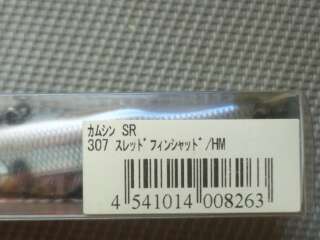 ｶﾑｼﾝ SR
307 ｽﾚｯﾄﾞﾌｨﾝｼｬｯﾄﾞ/HM
4 541014 008263